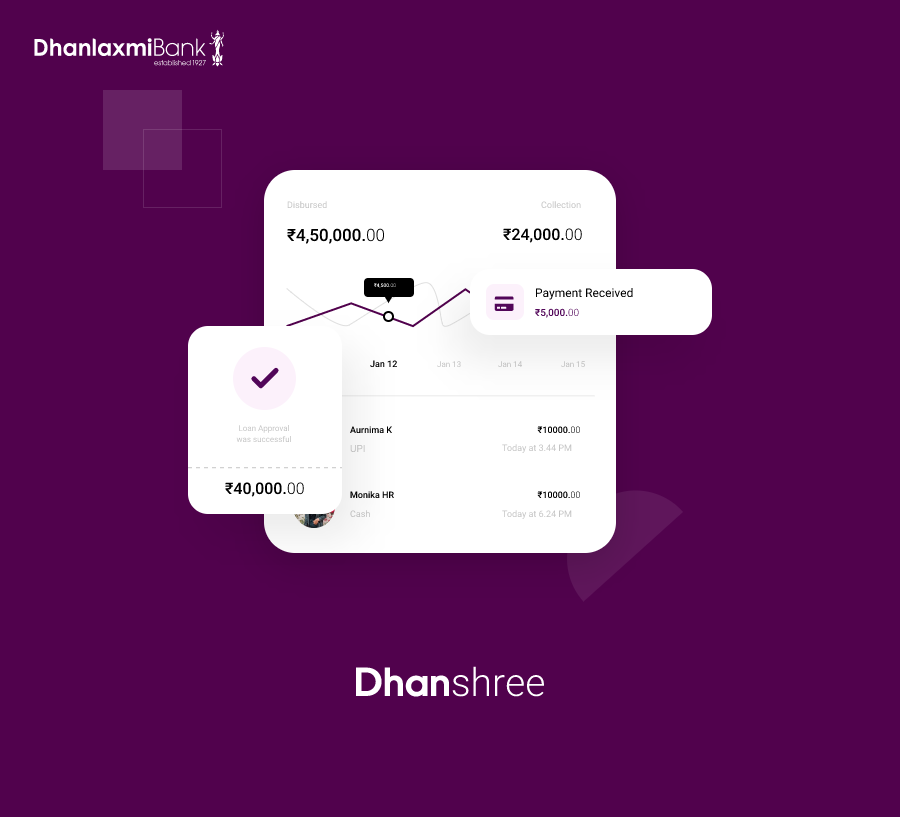 DhanlaxmiBank
established 1927
Disbursed
Collection
₹4,50,000.00
₹24,000.00
₹4,500.00
Payment Received
₹5,000.00
Jan 12
Jan 13
Jan 14
Jan 15
Loan Approval
was successful
₹40,000.00
Aurnima K
₹10000.00
UPI
Today at 3.44 PM
Monika HR
₹10000.00
Cash
Today at 6.24 PM
Dhanshree